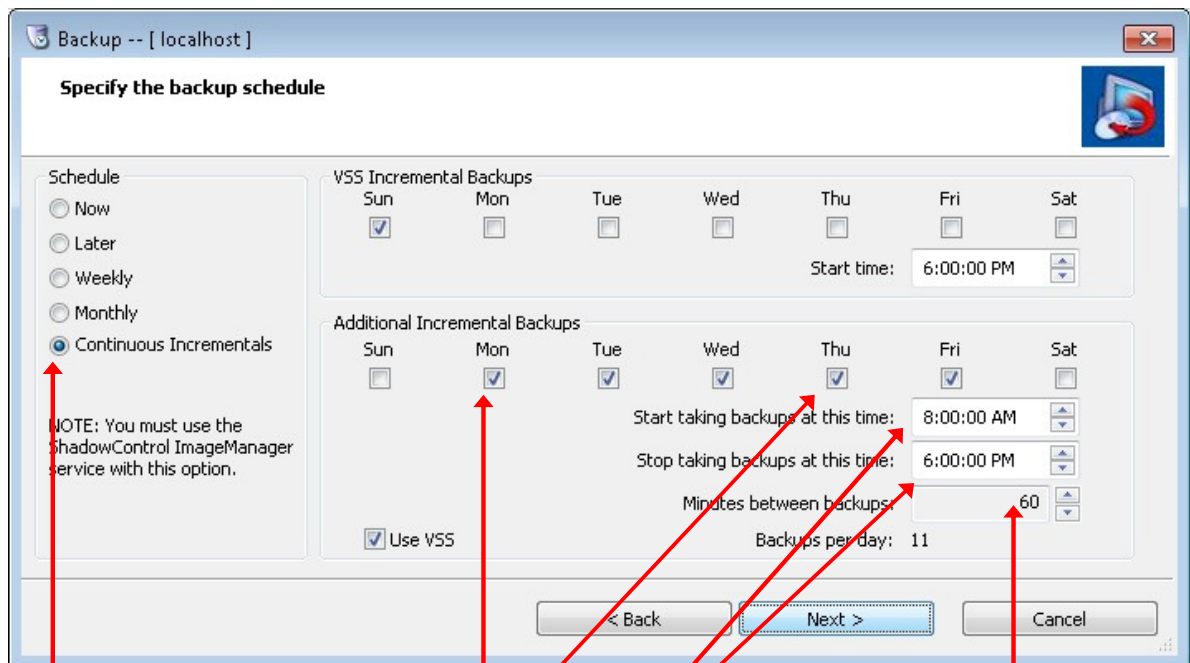 Backup -- [ localhost ]
Specify the backup schedule
Schedule
Now
Later
Weekly
Monthly
Continuous Incrementals
NOTE: You must use the
ShadowControl ImageManager
service with this option.
VSS Incremental Backups
Sun Mon Tue Wed Thu Fri Sat
Start time: 6:00:00 PM
Additional Incremental Backups
Sun Mon Tue Wed Thu Fri Sat
Start taking backups at this time: 8:00:00 AM
Stop taking backups at this time: 6:00:00 PM
Minutes between backups: 60
Use VSS
Backups per day: 11
< Back
Next >
Cancel